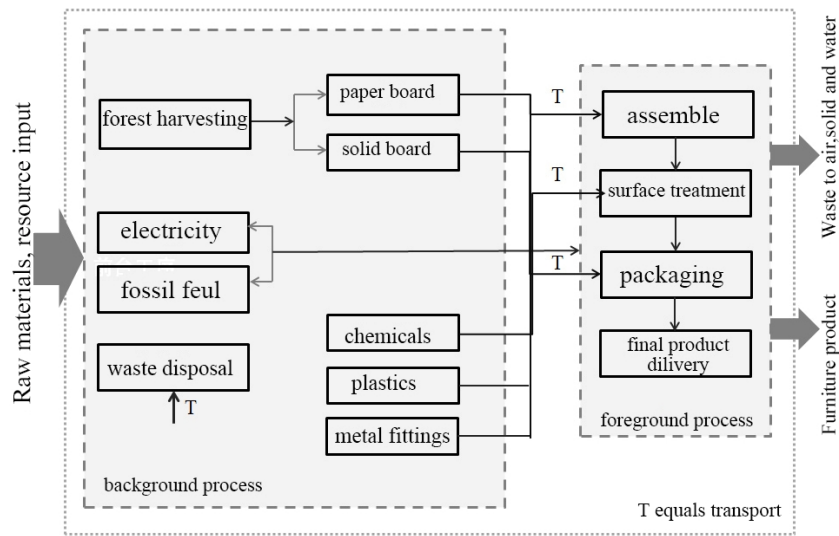 Raw materials, resource input
forest harvesting
paper board
solid board
electricity
fossil feul
waste disposal
T
chemicals
plastics
metal fittings
background process
T
T
T
assemble
surface treatment
packaging
final product
dilivery
foreground process
T equals transport
Waste to air,solid and water
Furniture product